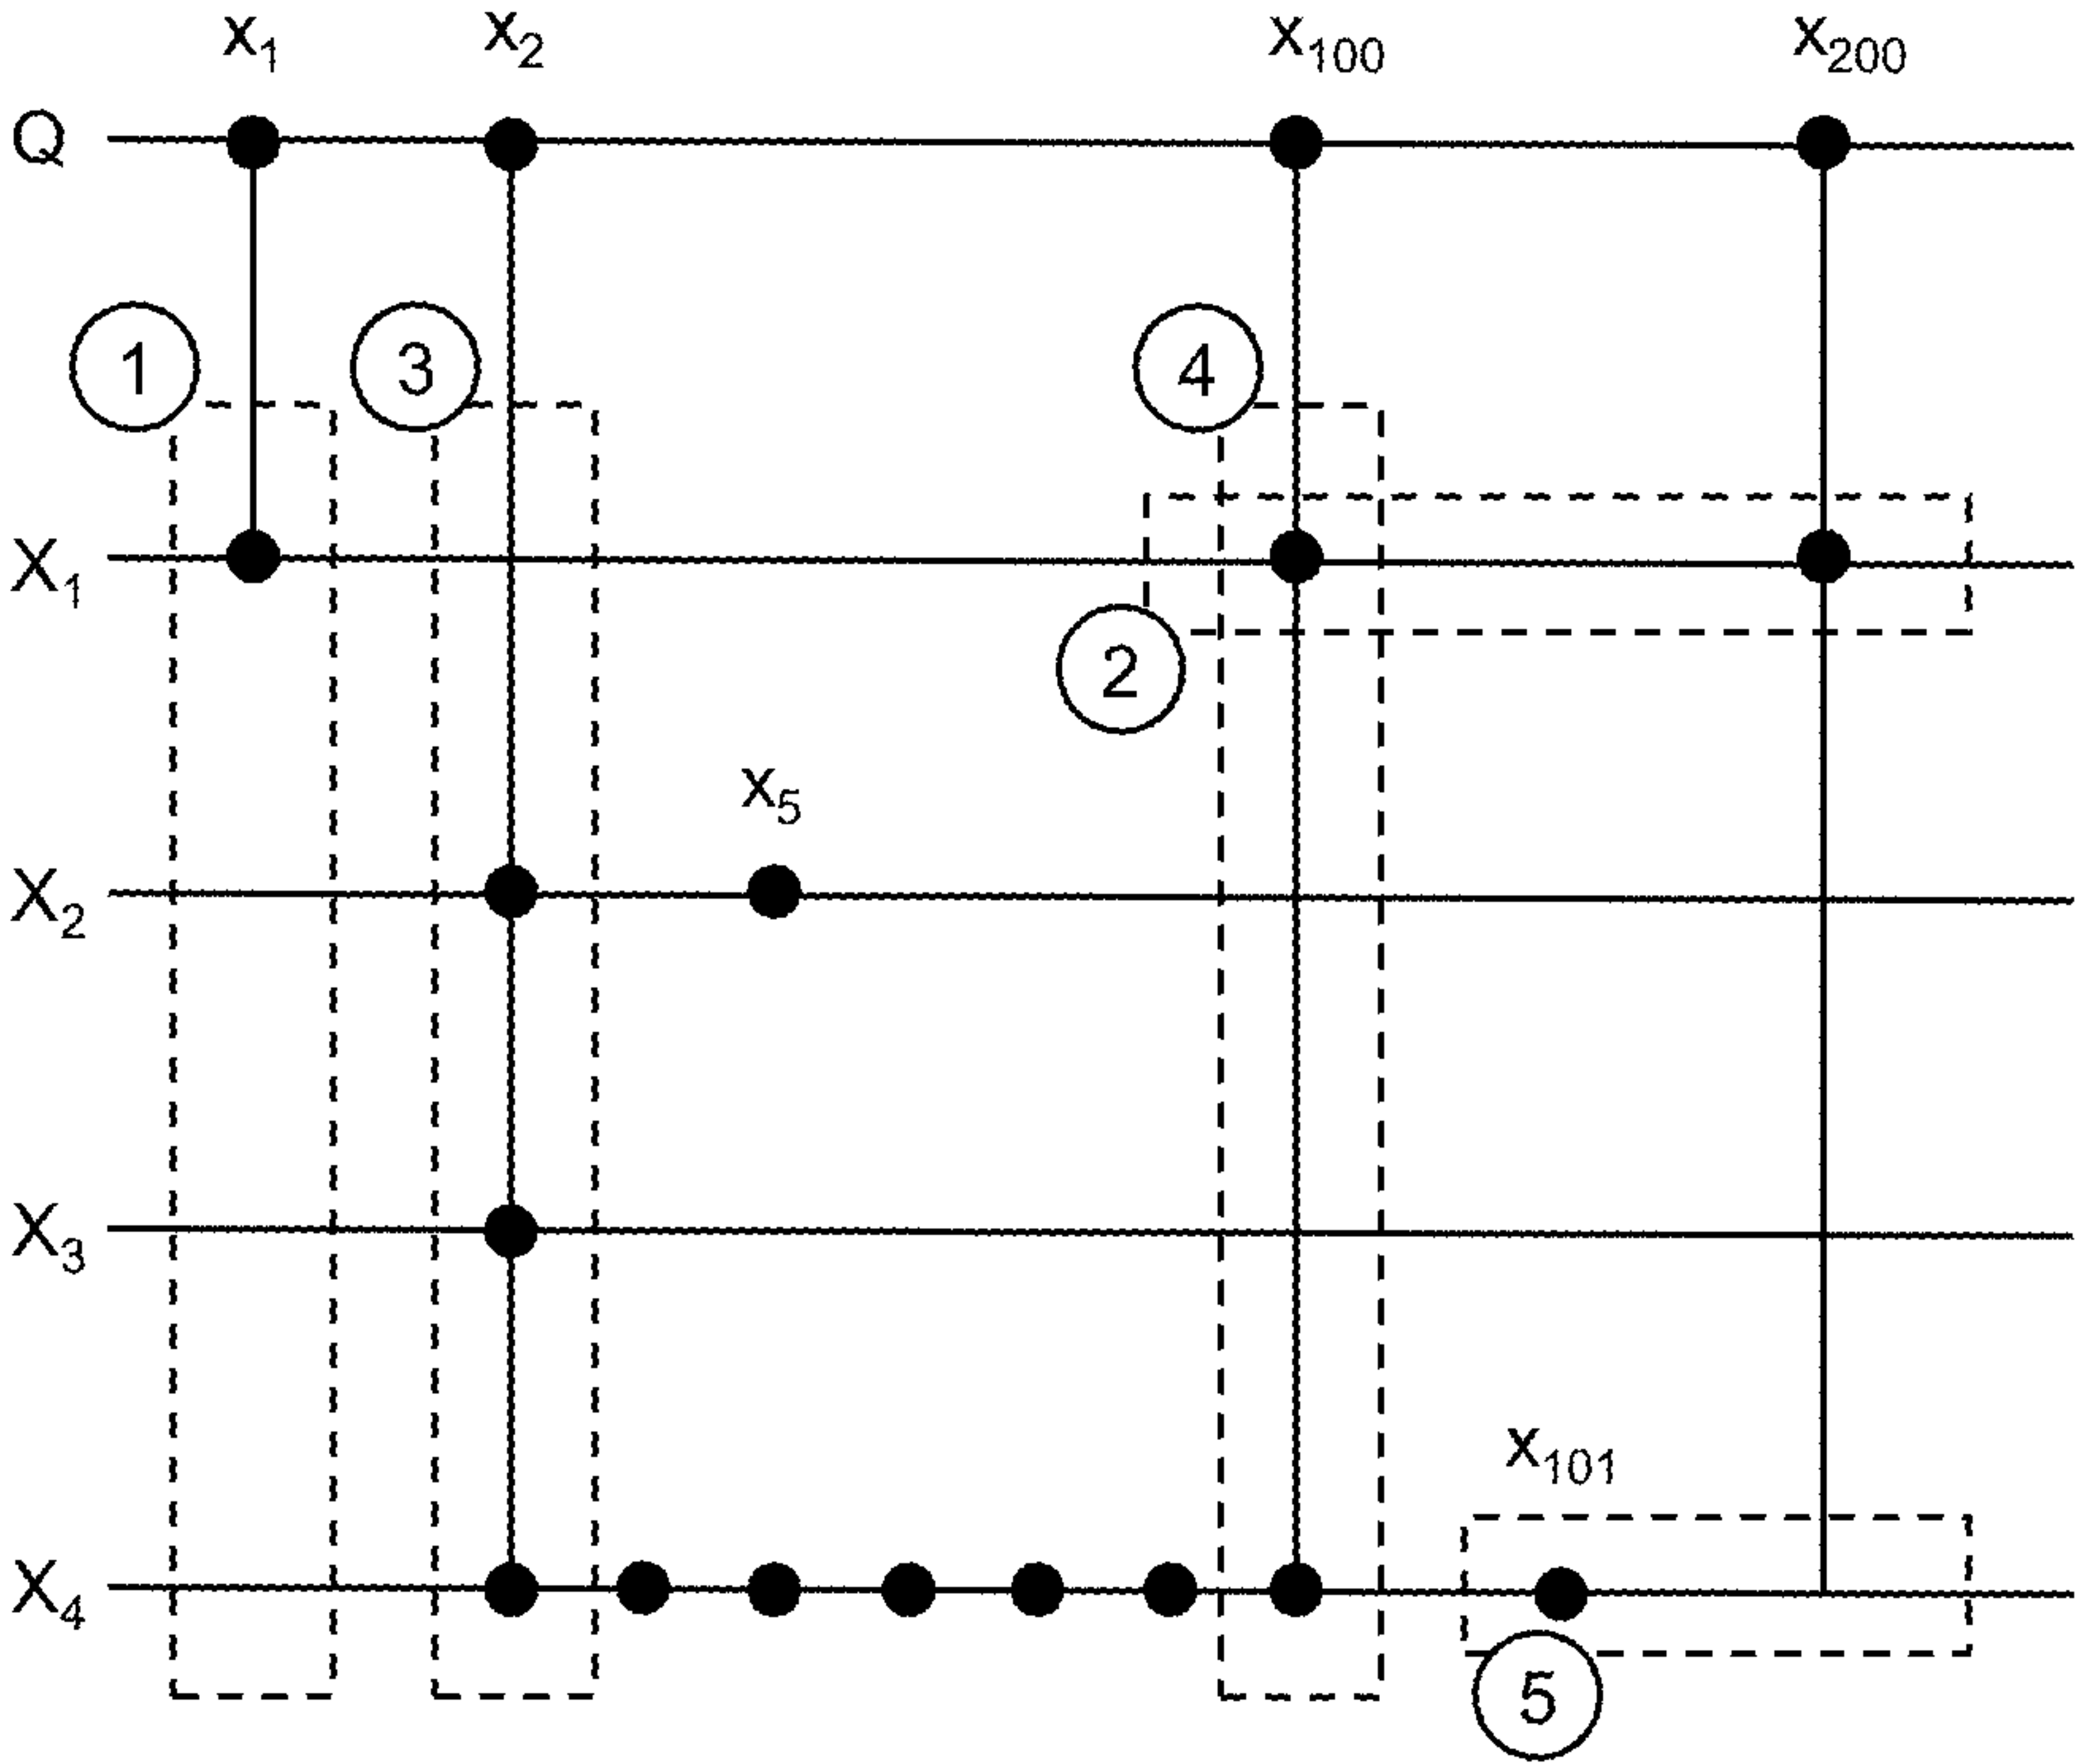 x₁ x₂ x₁₀₀ x₂₀₀
Q
1 3 4
X₁
2
x₅
X₂
X₃
x₁₀₁
X₄
5